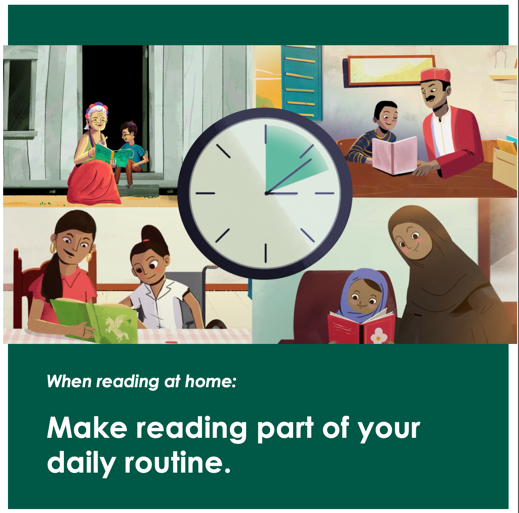 When reading at home:
Make reading part of your
daily routine.